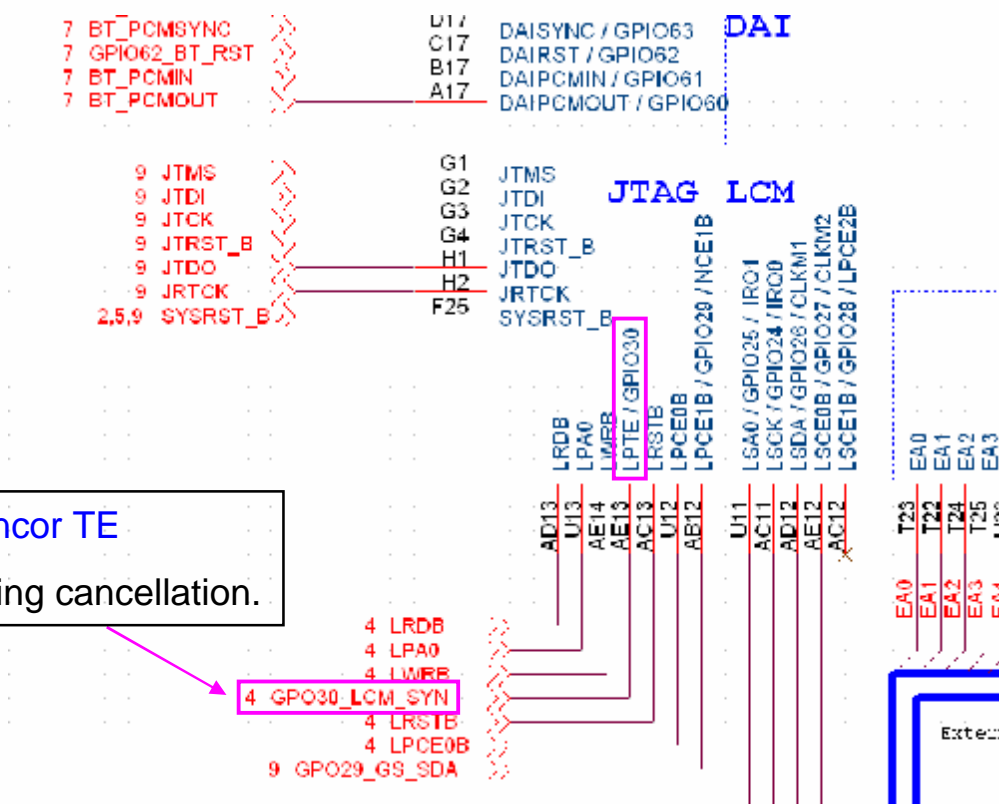 7 BT_PCMSYNC
7 GPIO62_BT_RST
7 BT_PCMIN
7 BT_PCMOUT
D17
C17
B17
A17
DAISYNC / GPIO63
DAIRST / GPIO62
DAIPCMIN / GPIO61
DAIPCMOUT / GPIO60
DAI
9 JTMS
9 JTDI
9 JTCK
9 JTRST_B
9 JTDO
9 JRTCK
2,5,9 SYSRST_B
G1
G2
G3
G4
H1
H2
F25
JTMS
JTDI
JTCK
JTRST_B
JTDO
JRTCK
SYSRST_B
JTAG LCM
LRDB
LPA0
LWRB
LPTE / GPIO30
LRSTB
LPCE0B
LPCE1B / GPIO29 / NCE1B
LSA0 / GPIO25 / IRQ1
LSCK / GPIO24 / IRQ0
LSDA / GPIO26 / CLKM1
LSCE0B / GPIO27 / CLKM2
LSCE1B / GPIO28 / LPCE2B
EA0
EA1
EA2
EA3
AD13
U13
AE14
AE13
AC13
U12
AB12
U11
AC11
AD12
AE12
AC12
T23
T22
T24
T25
EA0
EA1
EA2
EA3
ncor TE
ing cancellation.
4 LRDB
4 LPA0
4 LWRB
4 GPO30_LCM_SYN
4 LRSTB
4 LPCE0B
9 GPO29_GS_SDA